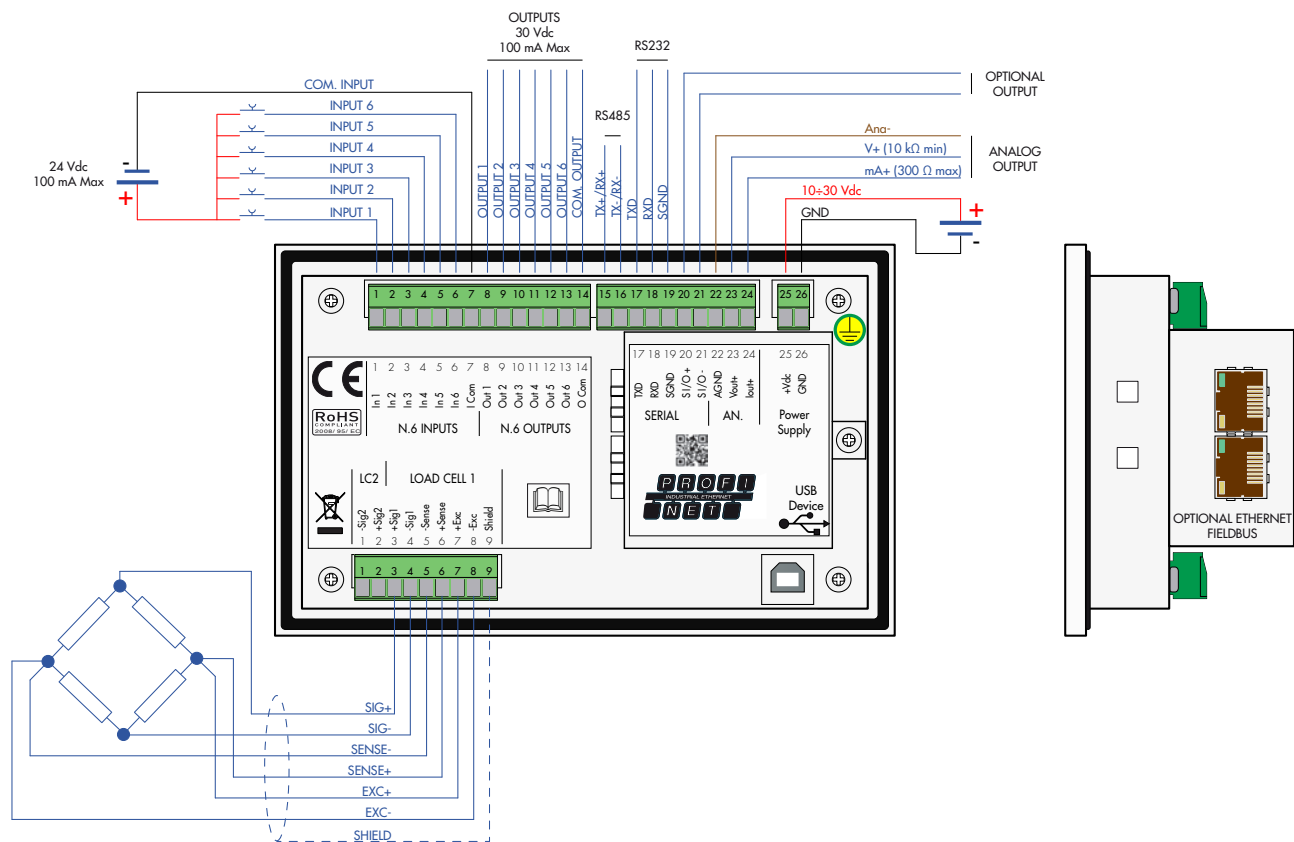 OUTPUTS
30 Vdc
100 mA Max
RS232
COM. INPUT
INPUT 6
INPUT 5
INPUT 4
INPUT 3
INPUT 2
INPUT 1
24 Vdc
100 mA Max
-
+
OUTPUT 1
OUTPUT 2
OUTPUT 3
OUTPUT 4
OUTPUT 5
OUTPUT 6
COM. OUTPUT
RS485
TX+/RX+
TX-/RX-
TXD
RXD
SGND
OPTIONAL
OUTPUT
Ana-
V+ (10 kΩ min)
mA+ (300 Ω max)
ANALOG
OUTPUT
10÷30 Vdc
GND
+
-
1 2 3 4 5 6 7 8 9 10 11 12 13 14
15 16 17 18 19 20 21 22 23 24
25 26
CE
RoHS
COMPLIANT
2008/95/EC
1 2 3 4 5 6 7 8 9 10 11 12 13 14
In 1
In 2
In 3
In 4
In 5
In 6
I Com
Out 1
Out 2
Out 3
Out 4
Out 5
Out 6
O Com
N.6 INPUTS
N.6 OUTPUTS
LC2
LOAD CELL 1
-Sig2
+Sig2
+Sig1
-Sig1
-Sense
+Sense
+Exc
-Exc
Shield
1 2 3 4 5 6 7 8 9
17 18 19 20 21 22 23 24
25 26
TXD
RXD
SGND
S1/O+
S1/O-
AGND
Vout+
Iout+
+Vdc
GND
SERIAL
AN.
Power
Supply
PROFI
INDUSTRIAL ETHERNET
NET
USB
Device
1 2 3 4 5 6 7 8 9
SIG+
SIG-
SENSE-
SENSE+
EXC+
EXC-
SHIELD
OPTIONAL ETHERNET
FIELDBUS